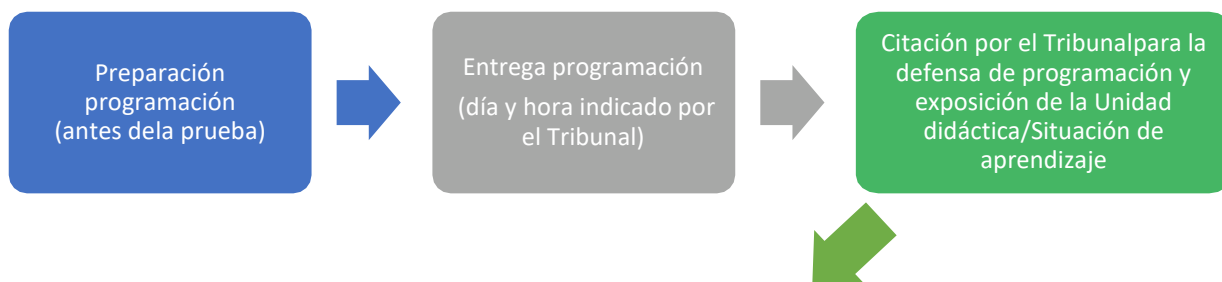 Preparación
programación
(antes dela prueba)
Entrega programación
(día y hora indicado por
el Tribunal)
Citación por el Tribunalpara la
defensa de programación y
exposición de la Unidad
didáctica/Situación de
aprendizaje